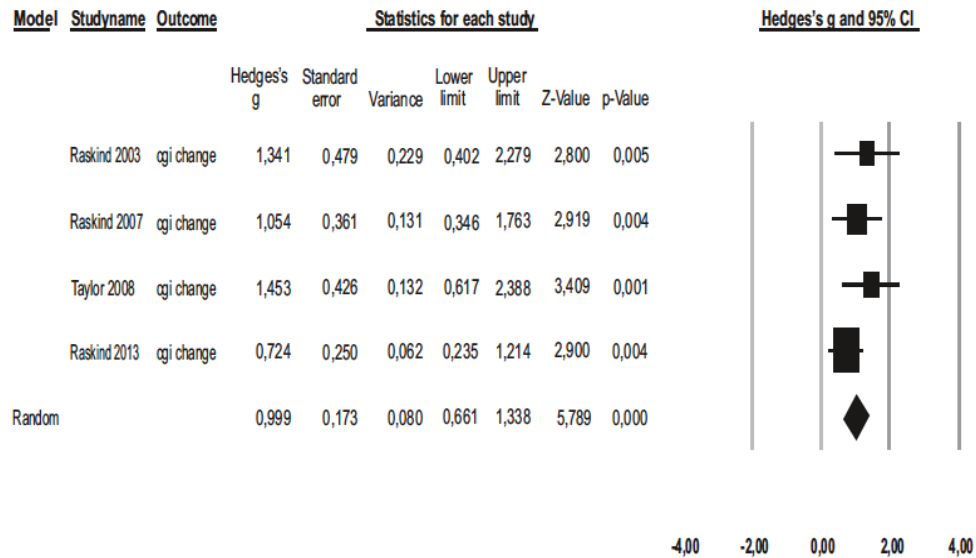 Model Studyname Outcome Statistics for each study Hedges's g and 95% CI
Hedges's Standard Lower Upper
g error Variance limit limit Z-Value p-Value
Raskind 2003 cgi change 1,341 0,479 0,229 0,402 2,279 2,800 0,005
Raskind 2007 cgi change 1,054 0,361 0,131 0,346 1,763 2,919 0,004
Taylor 2008 cgi change 1,453 0,426 0,132 0,617 2,388 3,409 0,001
Raskind 2013 cgi change 0,724 0,250 0,062 0,235 1,214 2,900 0,004
Random 0,999 0,173 0,080 0,661 1,338 5,789 0,000
-4,00 -2,00 0,00 2,00 4,00